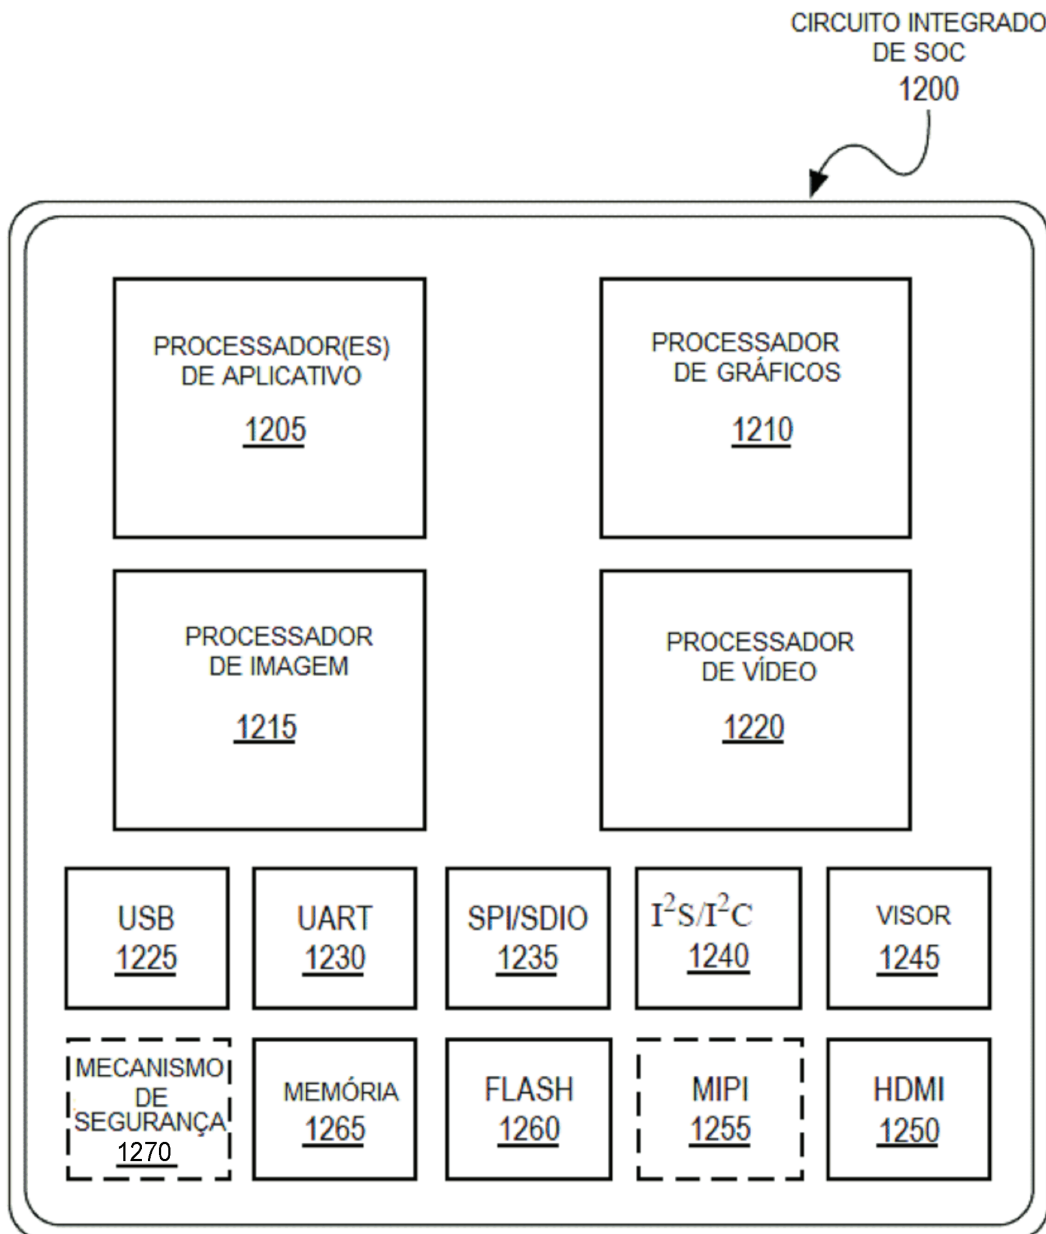 CIRCUITO INTEGRADO
DE SOC
1200
PROCESSADOR(ES)
DE APLICATIVO
1205
PROCESSADOR
DE GRÁFICOS
1210
PROCESSADOR
DE IMAGEM
1215
PROCESSADOR
DE VÍDEO
1220
USB
1225
UART
1230
SPI/SDIO
1235
I²S/I²C
1240
VISOR
1245
MECANISMO
DE
SEGURANÇA
1270
MEMÓRIA
1265
FLASH
1260
MIPI
1255
HDMI
1250